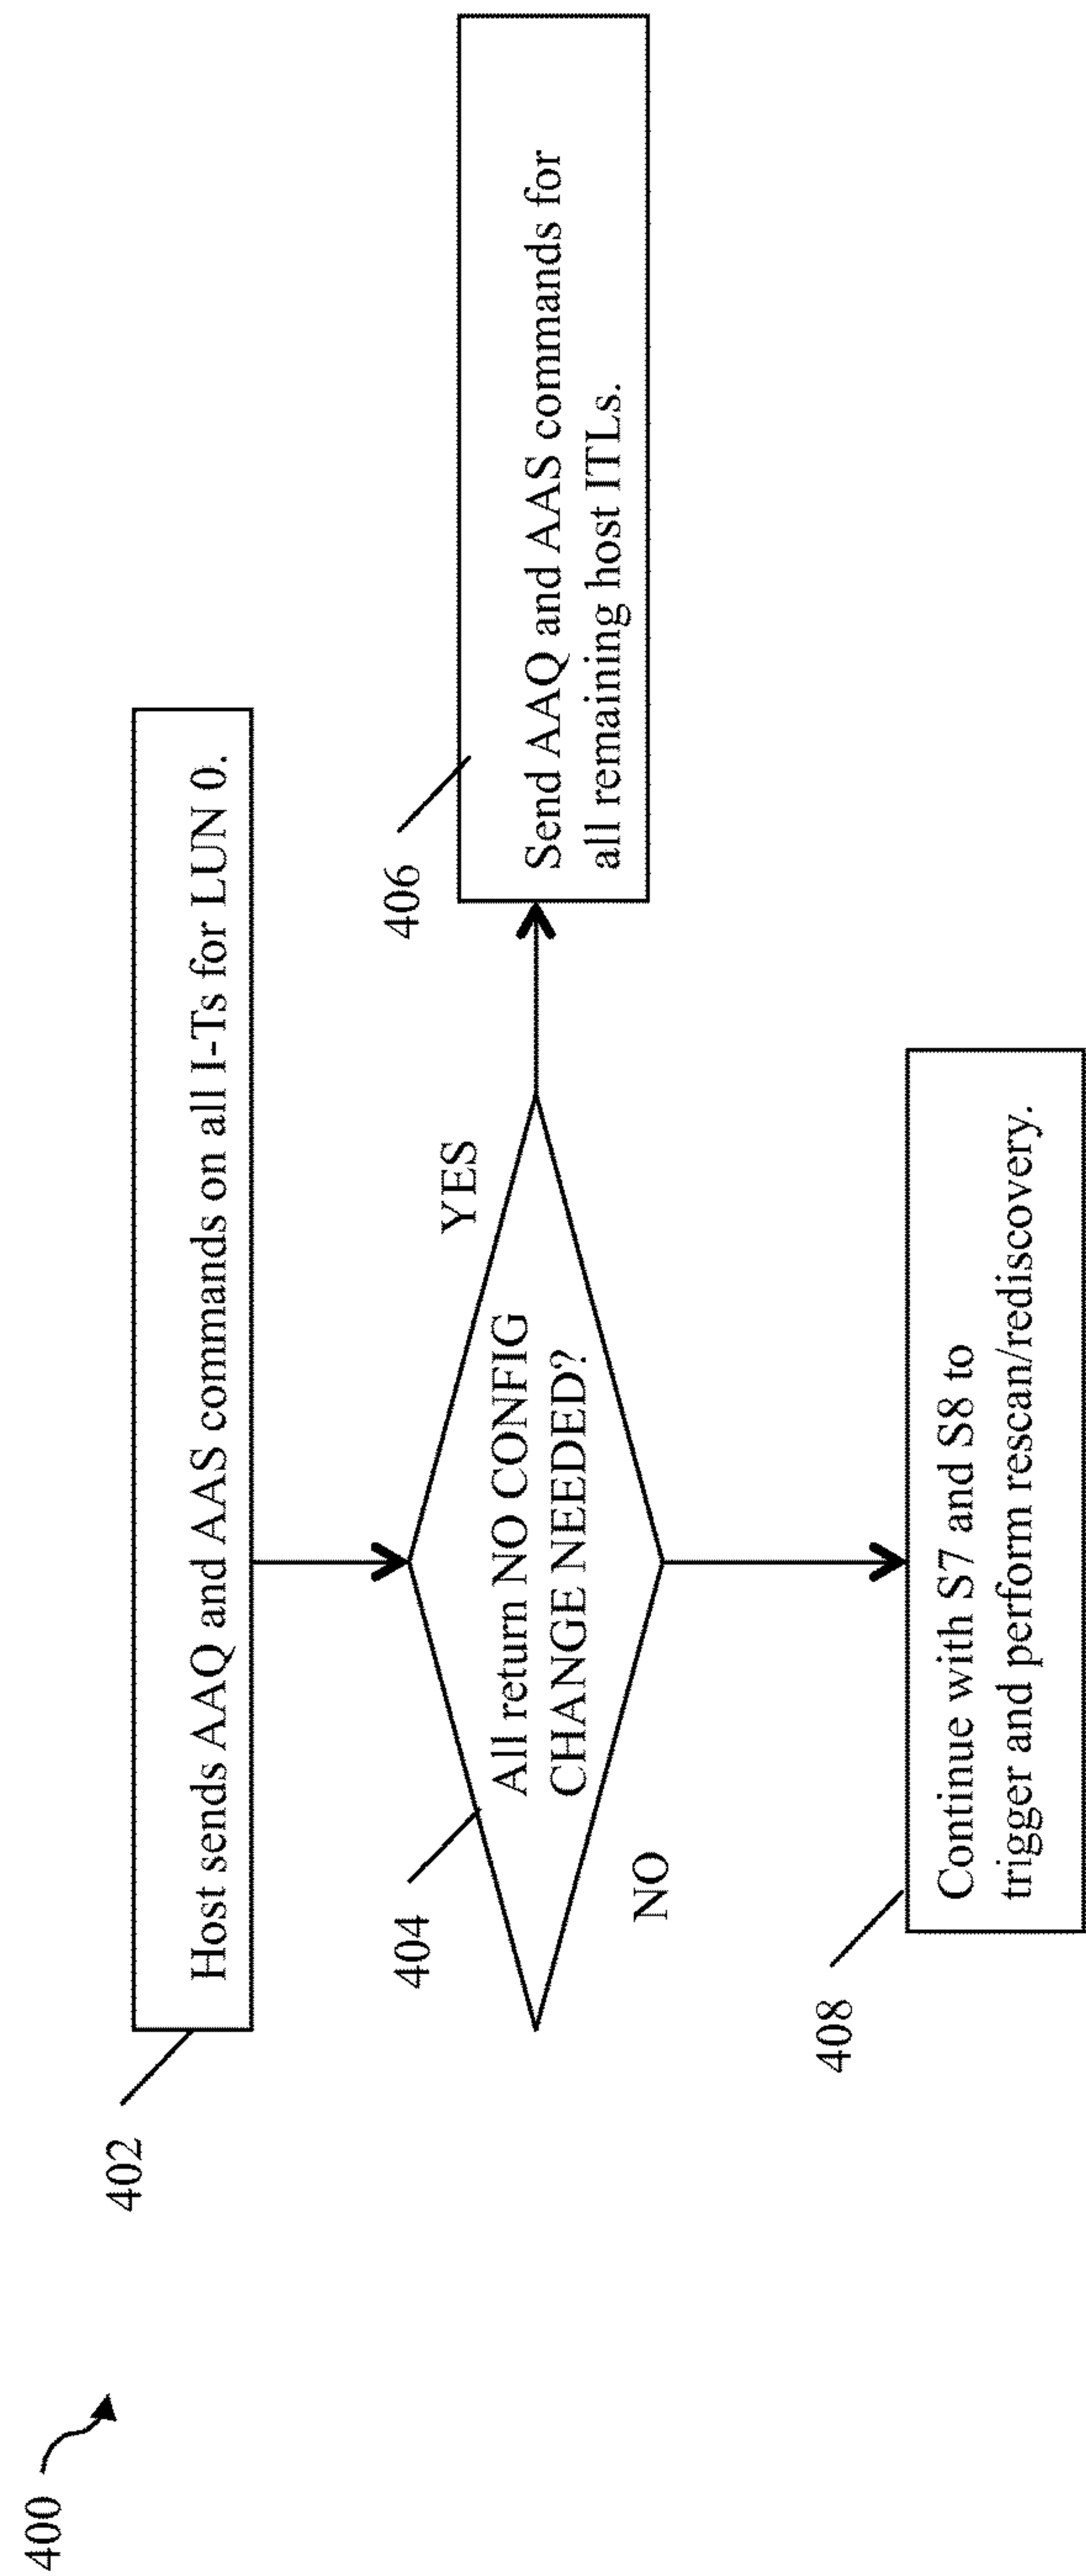 400
402
Host sends AAQ and AAS commands on all I-Ts for LUN 0.
404
All return NO CONFIG
CHANGE NEEDED?
YES
406
Send AAQ and AAS commands for
all remaining host ITLs.
NO
408
Continue with S7 and S8 to
trigger and perform rescan/rediscovery.